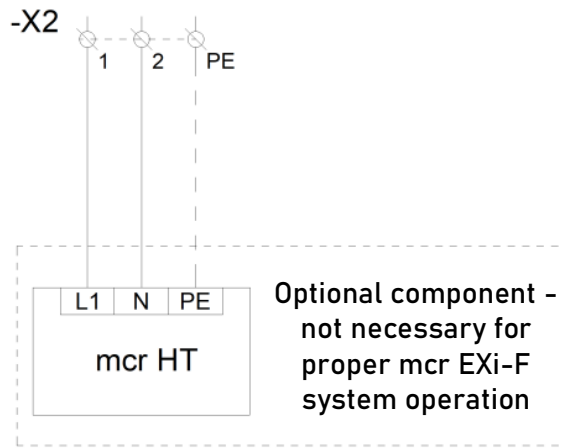 -X2
1 2 PE
L1 N PE
mcr HT
Optional component -
not necessary for
proper mcr EXi-F
system operation